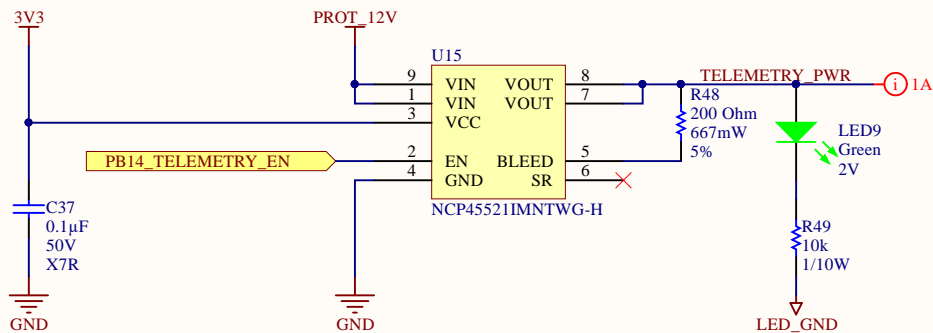 3V3
PROT_12V
U15
9 VIN VOUT 8
1 VIN VOUT 7
3 VCC
2 EN BLEED 5
4 GND SR 6
NCP45521IMNTWG-H
PB14_TELEMETRY_EN
TELEMETRY_PWR
i 1A
R48
200 Ohm
667mW
5%
LED9
Green
2V
C37
0.1µF
50V
X7R
R49
10k
1/10W
GND
GND
LED_GND